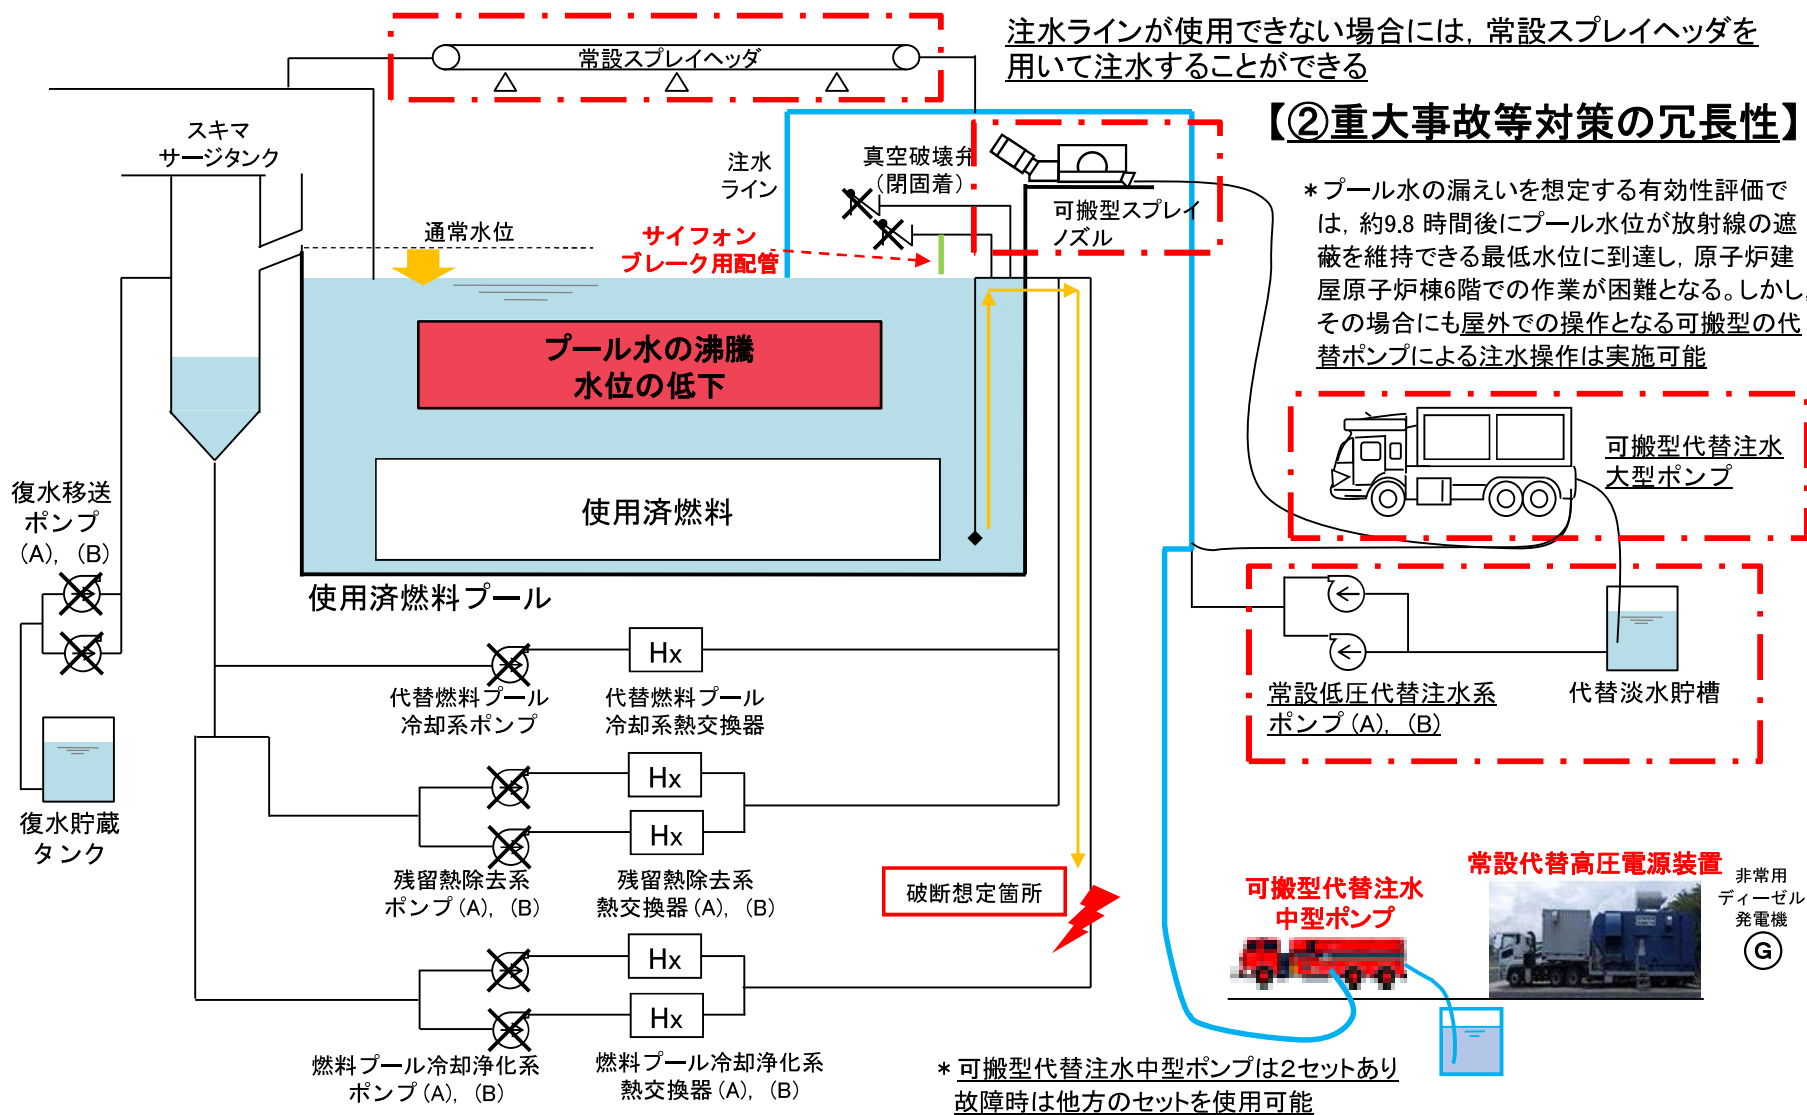 常設スプレイヘッダ
注水ラインが使用できない場合には，常設スプレイヘッダを
用いて注水することができる
【②重大事故等対策の冗長性】
スキマ
サージタンク
注水
ライン
真空破壊弁
（閉固着）
可搬型スプレイ
ノズル
通常水位
サイフォン
ブレーク用配管
＊プール水の漏えいを想定する有効性評価で
は，約9.8 時間後にプール水位が放射線の遮
蔽を維持できる最低水位に到達し，原子炉建
屋原子炉棟6階での作業が困難となる。しかし，
その場合にも屋外での操作となる可搬型の代
替ポンプによる注水操作は実施可能
プール水の沸騰
水位の低下
使用済燃料
使用済燃料プール
可搬型代替注水
大型ポンプ
復水移送
ポンプ
(A)，(B)
復水貯蔵
タンク
Hx
代替燃料プール
冷却系ポンプ
代替燃料プール
冷却系熱交換器
常設低圧代替注水系
ポンプ(A)，(B)
代替淡水貯槽
Hx
Hx
残留熱除去系
ポンプ(A)，(B)
残留熱除去系
熱交換器(A)，(B)
破断想定箇所
Hx
Hx
燃料プール冷却浄化系
ポンプ(A)，(B)
燃料プール冷却浄化系
熱交換器(A)，(B)
可搬型代替注水
中型ポンプ
常設代替高圧電源装置
非常用
ディーゼル
発電機
G
＊可搬型代替注水中型ポンプは２セットあり
故障時は他方のセットを使用可能